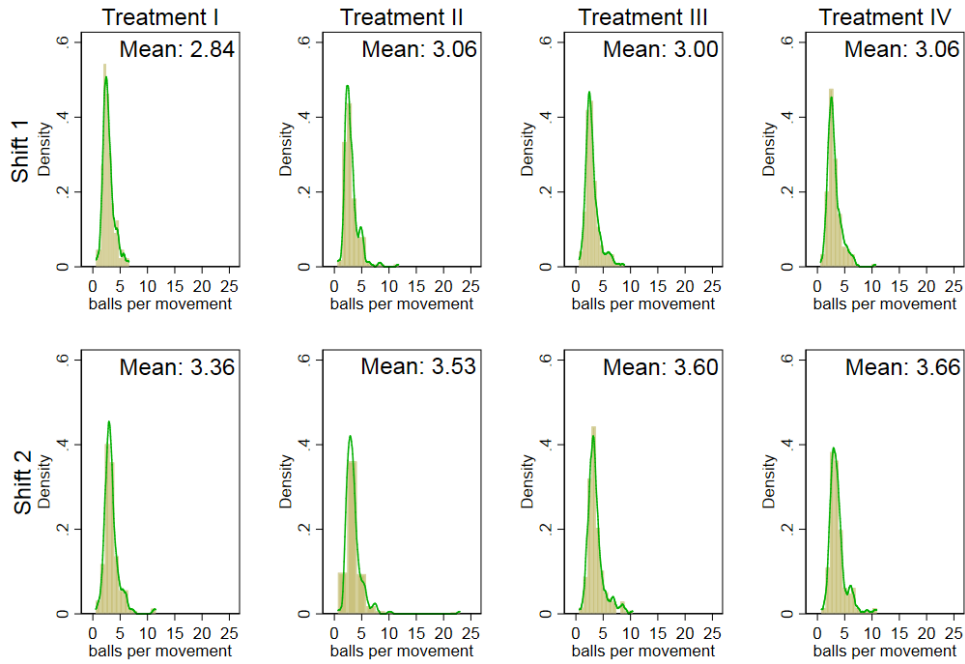 Treatment I Treatment II Treatment III Treatment IV
Shift 1
Mean: 2.84
Density
0 .2 .4 .6
0 5 10 15 20 25
balls per movement
Mean: 3.06
Density
0 .2 .4 .6
0 5 10 15 20 25
balls per movement
Mean: 3.00
Density
0 .2 .4 .6
0 5 10 15 20 25
balls per movement
Mean: 3.06
Density
0 .2 .4 .6
0 5 10 15 20 25
balls per movement
Shift 2
Mean: 3.36
Density
0 .2 .4 .6
0 5 10 15 20 25
balls per movement
Mean: 3.53
Density
0 .2 .4 .6
0 5 10 15 20 25
balls per movement
Mean: 3.60
Density
0 .2 .4 .6
0 5 10 15 20 25
balls per movement
Mean: 3.66
Density
0 .2 .4 .6
0 5 10 15 20 25
balls per movement